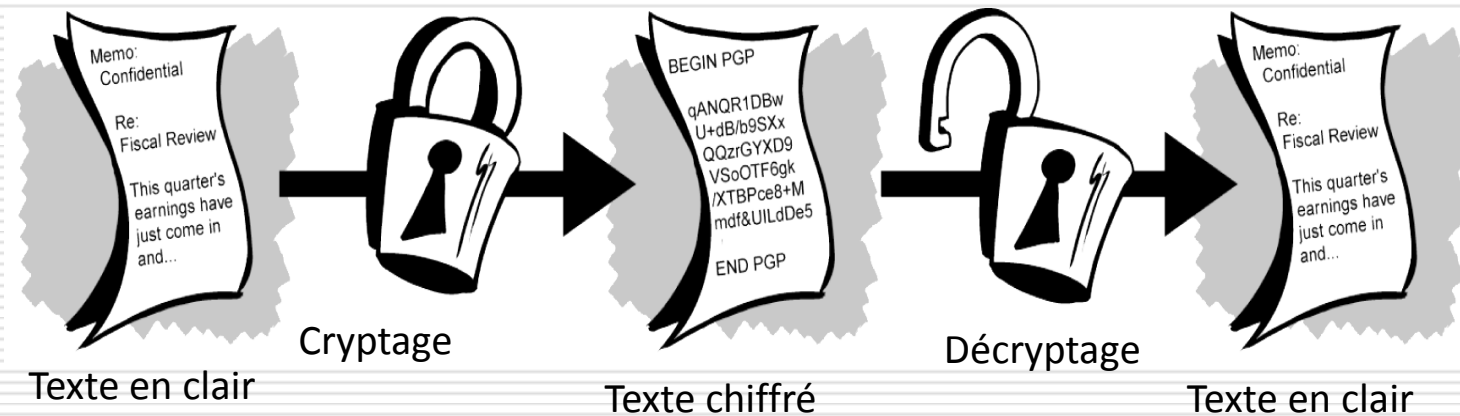 Memo:
Confidential
Re:
Fiscal Review
This quarter's
earnings have
just come in
and...
Cryptage
Texte en clair
BEGIN PGP
qANQR1DBw
U+dB/b9SXx
QQzrGYXD9
VSoOTF6gk
/XTBPce8+M
mdf&UILdDe5
END PGP
Texte chiffré
Décryptage
Memo:
Confidential
Re:
Fiscal Review
This quarter's
earnings have
just come in
and...
Texte en clair